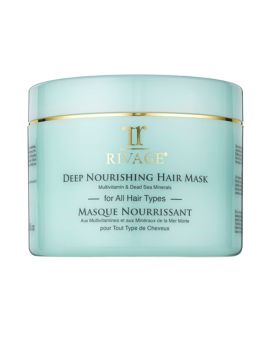 RIVAGE®
DEEP NOURISHING HAIR MASK
Multivitamin & Dead Sea Minerals
for All Hair Types
MASQUE NOURRISSANT
Aux Multivitamines et aux Minéraux de la Mer Morte
pour Tout Type de Cheveux